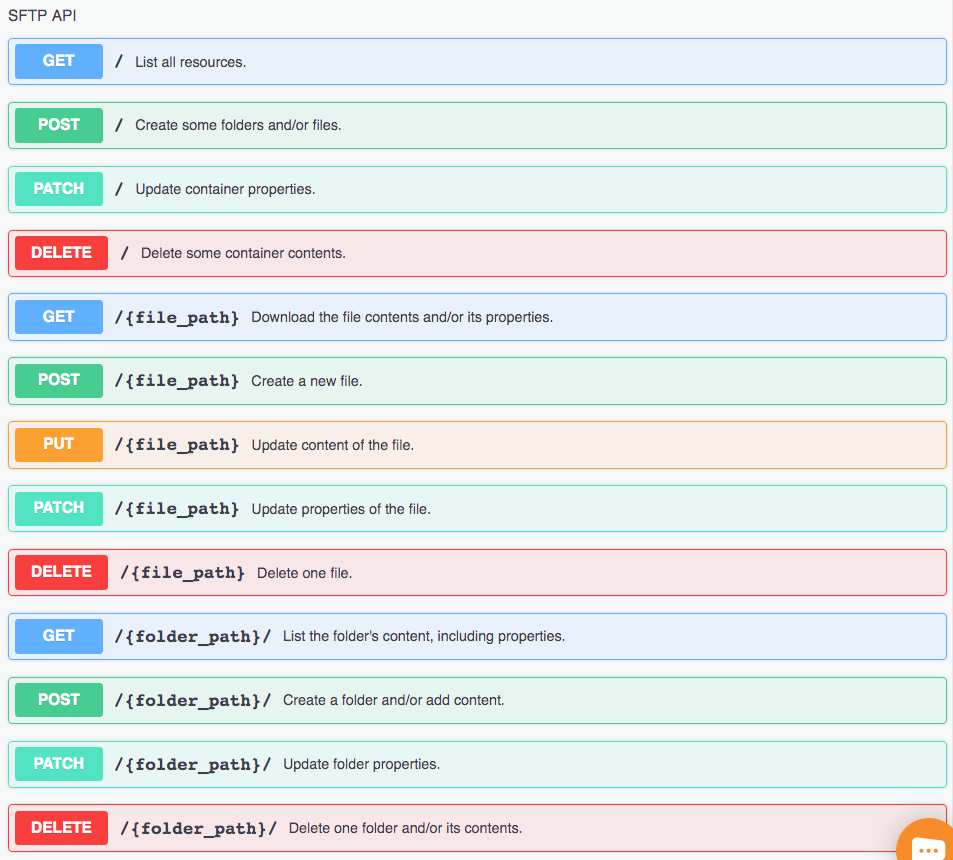 SFTP API
GET / List all resources.
POST / Create some folders and/or files.
PATCH / Update container properties.
DELETE / Delete some container contents.
GET /{file_path} Download the file contents and/or its properties.
POST /{file_path} Create a new file.
PUT /{file_path} Update content of the file.
PATCH /{file_path} Update properties of the file.
DELETE /{file_path} Delete one file.
GET /{folder_path}/ List the folder's content, including properties.
POST /{folder_path}/ Create a folder and/or add content.
PATCH /{folder_path}/ Update folder properties.
DELETE /{folder_path}/ Delete one folder and/or its contents.